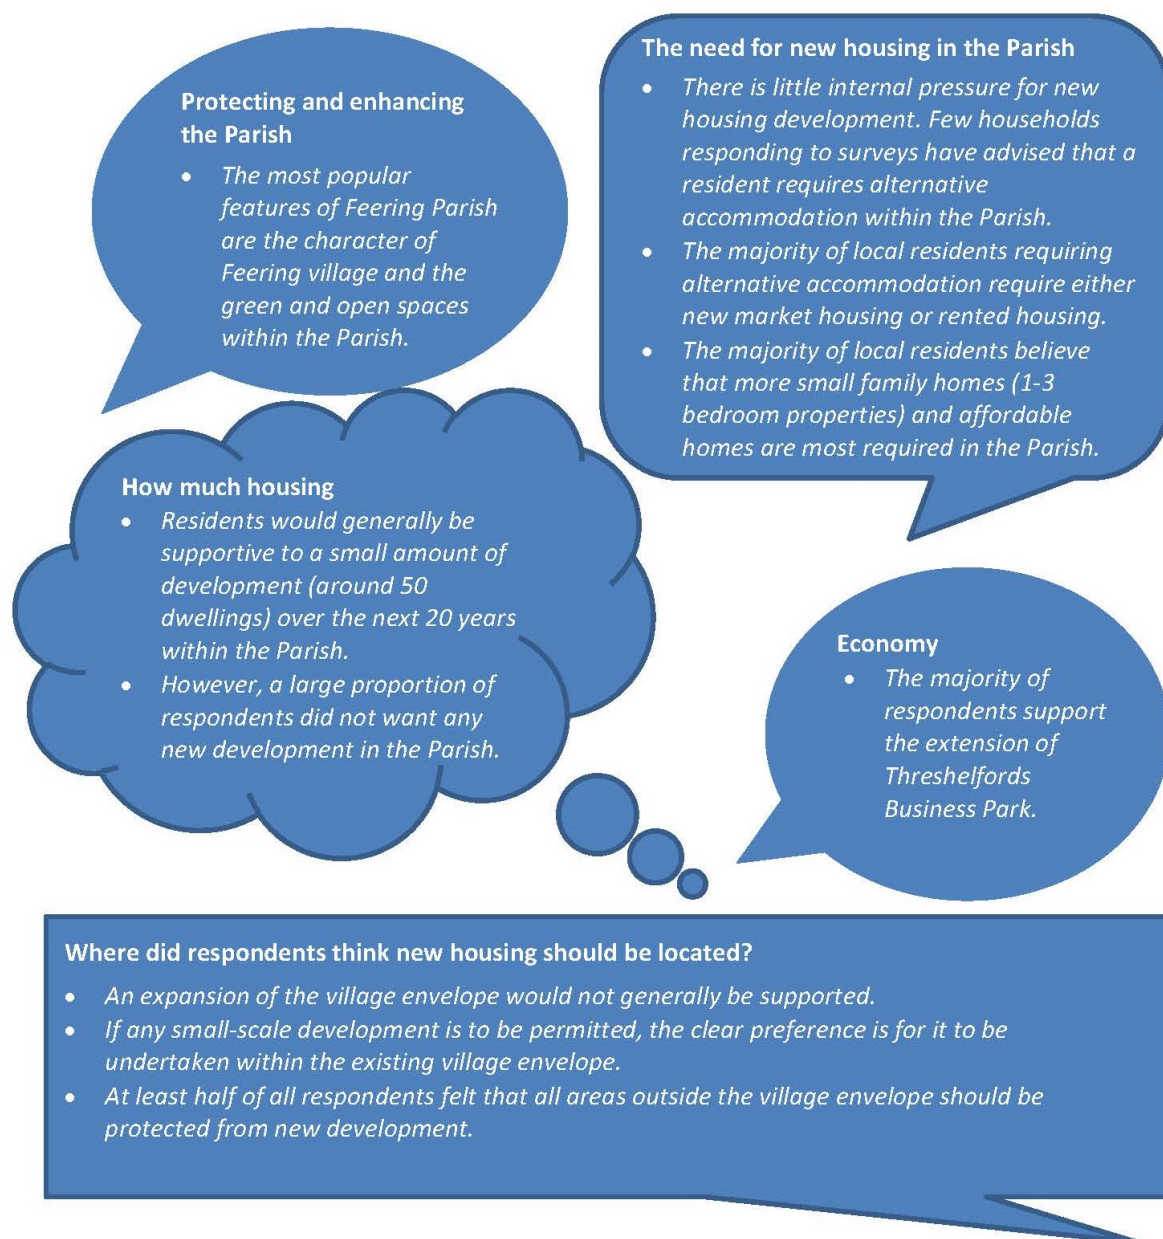 Protecting and enhancing
the Parish
• The most popular
features of Feering Parish
are the character of
Feering village and the
green and open spaces
within the Parish.
The need for new housing in the Parish
• There is little internal pressure for new
housing development. Few households
responding to surveys have advised that a
resident requires alternative
accommodation within the Parish.
• The majority of local residents requiring
alternative accommodation require either
new market housing or rented housing.
• The majority of local residents believe
that more small family homes (1-3
bedroom properties) and affordable
homes are most required in the Parish.
How much housing
• Residents would generally be
supportive to a small amount of
development (around 50
dwellings) over the next 20 years
within the Parish.
• However, a large proportion of
respondents did not want any
new development in the Parish.
Economy
• The majority of
respondents support
the extension of
Threshelfords
Business Park.
Where did respondents think new housing should be located?
• An expansion of the village envelope would not generally be supported.
• If any small-scale development is to be permitted, the clear preference is for it to be
undertaken within the existing village envelope.
• At least half of all respondents felt that all areas outside the village envelope should be
protected from new development.